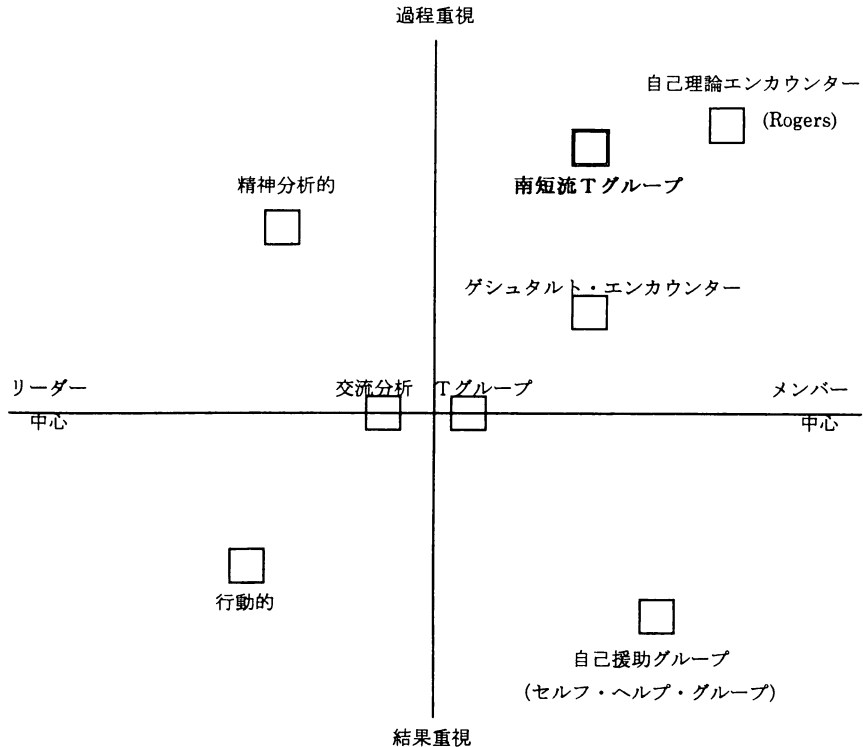 過程重視
自己理論エンカウンター
(Rogers)
南短流Tグループ
精神分析的
ゲシュタルト・エンカウンター
リーダー
中心
交流分析
Tグループ
メンバー
中心
行動的
自己援助グループ
(セルフ・ヘルプ・グループ)
結果重視